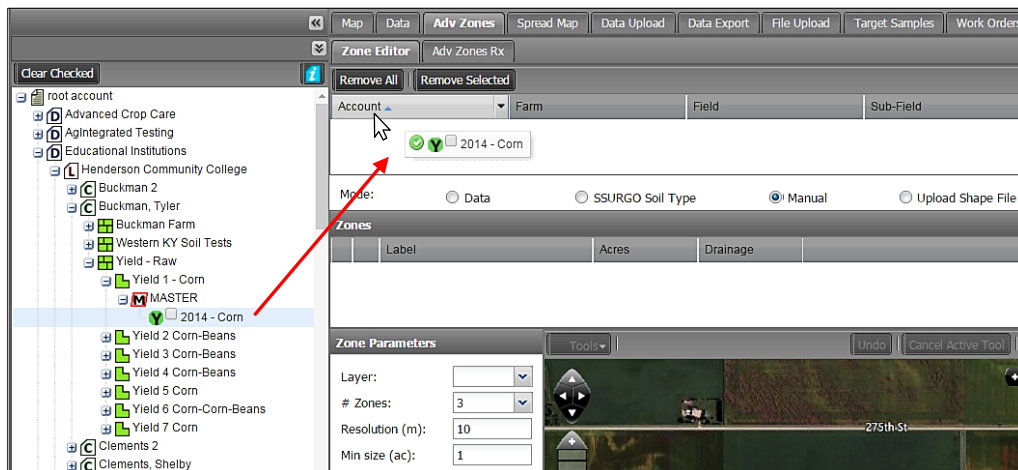 Map Data Adv Zones Spread Map Data Upload Data Export File Upload Target Samples Work Orders
Zone Editor Adv Zones Rx
Clear Checked
Remove All Remove Selected
root account
Advanced Crop Care
AgIntegrated Testing
Educational Institutions
Henderson Community College
Buckman 2
Buckman, Tyler
Buckman Farm
Western KY Soil Tests
Yield - Raw
Yield 1 - Corn
MASTER
2014 - Corn
Yield 2 Corn-Beans
Yield 3 Corn-Beans
Yield 4 Corn-Beans
Yield 5 Corn
Yield 6 Corn-Corn-Beans
Yield 7 Corn
Clements 2
Clements, Shelby
Account Farm Field Sub-Field
2014 - Corn
Mode: Data SSURGO Soil Type Manual Upload Shape File
Zones
Label Acres Drainage
Zone Parameters
Layer:
# Zones: 3
Resolution (m): 10
Min size (ac): 1
Tools Undo Cancel Active Tool
275th St